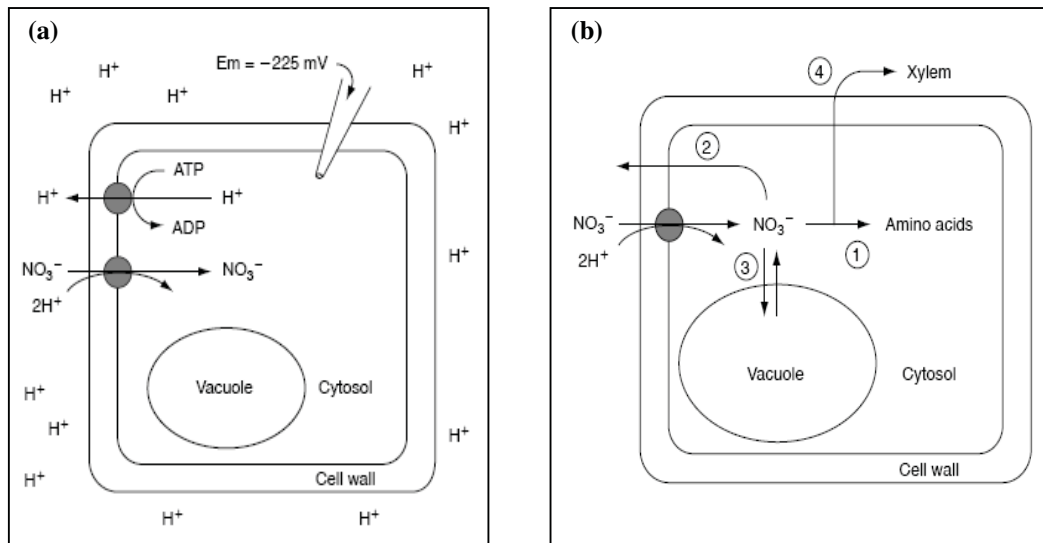 (a)
H⁺
H⁺
H⁺
Em = −225 mV
H⁺
H⁺
ATP
H⁺
H⁺
ADP
NO₃⁻
NO₃⁻
2H⁺
H⁺
Vacuole
Cytosol
H⁺
H⁺
H⁺
H⁺
Cell wall
H⁺
H⁺
(b)
4
Xylem
2
NO₃⁻
NO₃⁻
Amino acids
1
2H⁺
3
Vacuole
Cytosol
Cell wall